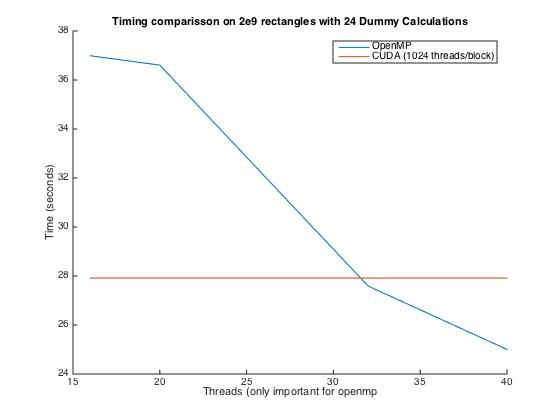 Timing comparisson on 2e9 rectangles with 24 Dummy Calculations
OpenMP
CUDA (1024 threads/block)
Time (seconds)
38
36
34
32
30
28
26
24
15 20 25 30 35 40
Threads (only important for openmp